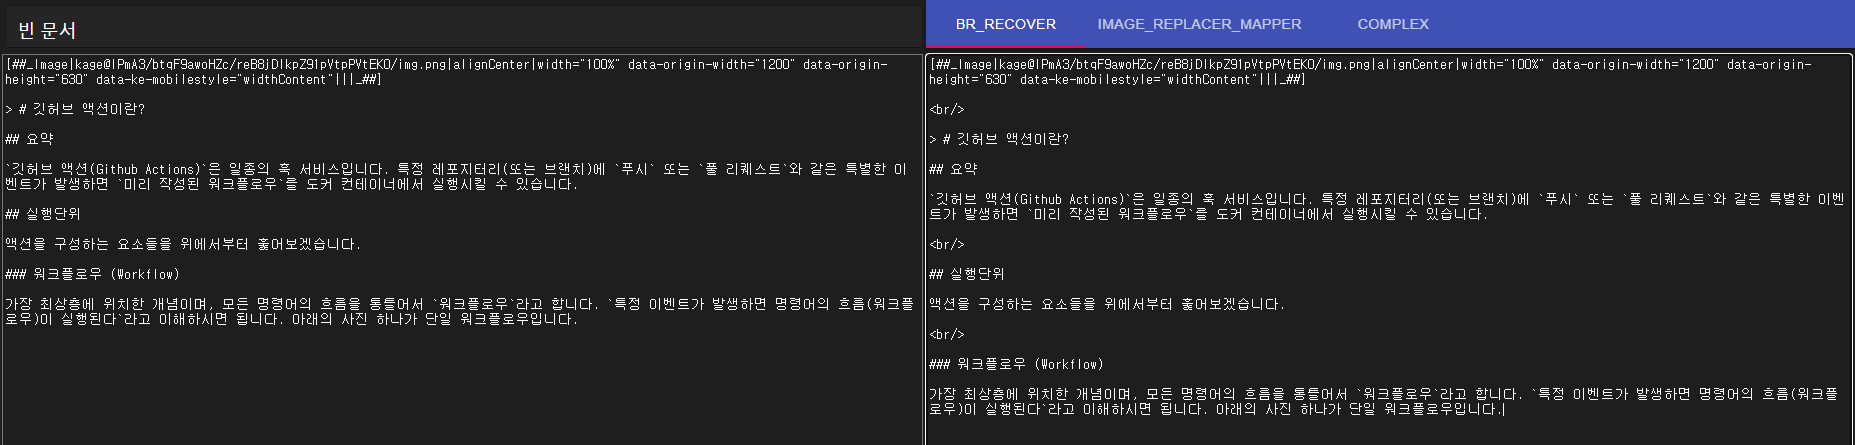 빈 문서
[##_Image|kage@lPmA3/btqF9awoHZc/reB8jDIkpZ91pVtpPVtEK0/img.png|alignCenter|width="100%" data-origin-width="1200" data-origin-
height="630" data-ke-mobilestyle="widthContent"|||_##]
> # 깃허브 액션이란?
## 요약
`깃허브 액션(Github Actions)`은 일종의 훅 서비스입니다. 특정 레포지터리(또는 브랜치)에 `푸시` 또는 `풀 리퀘스트`와 같은 특별한 이
벤트가 발생하면 `미리 작성된 워크플로우`를 도커 컨테이너에서 실행시킬 수 있습니다.
## 실행단위
액션을 구성하는 요소들을 위에서부터 훑어보겠습니다.
### 워크플로우 (Workflow)
가장 최상층에 위치한 개념이며, 모든 명령어의 흐름을 통틀어서 `워크플로우`라고 합니다. `특정 이벤트가 발생하면 명령어의 흐름(워크플
로우)이 실행된다`라고 이해하시면 됩니다. 아래의 사진 하나가 단일 워크플로우입니다.
BR_RECOVER IMAGE_REPLACER_MAPPER COMPLEX
[##_Image|kage@lPmA3/btqF9awoHZc/reB8jDIkpZ91pVtpPVtEK0/img.png|alignCenter|width="100%" data-origin-width="1200" data-origin-
height="630" data-ke-mobilestyle="widthContent"|||_##]
<br/>
> # 깃허브 액션이란?
## 요약
`깃허브 액션(Github Actions)`은 일종의 훅 서비스입니다. 특정 레포지터리(또는 브랜치)에 `푸시` 또는 `풀 리퀘스트`와 같은 특별한 이벤
트가 발생하면 `미리 작성된 워크플로우`를 도커 컨테이너에서 실행시킬 수 있습니다.
<br/>
## 실행단위
액션을 구성하는 요소들을 위에서부터 훑어보겠습니다.
<br/>
### 워크플로우 (Workflow)
가장 최상층에 위치한 개념이며, 모든 명령어의 흐름을 통틀어서 `워크플로우`라고 합니다. `특정 이벤트가 발생하면 명령어의 흐름(워크플
로우)이 실행된다`라고 이해하시면 됩니다. 아래의 사진 하나가 단일 워크플로우입니다.